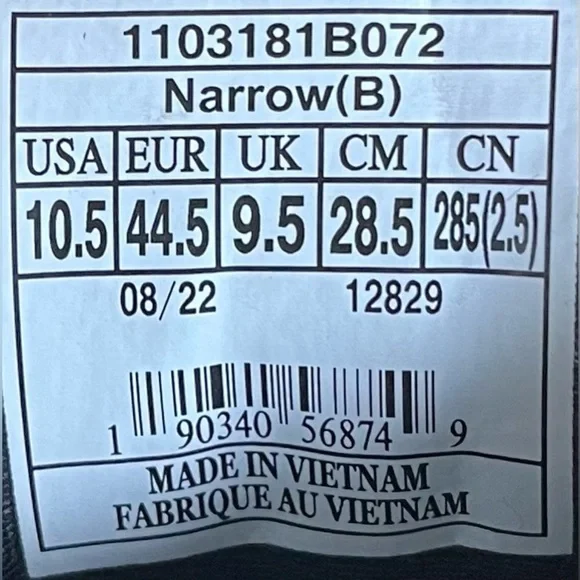 1103181B072
Narrow(B)
USA EUR UK CM CN
10.5 44.5 9.5 28.5 285(2.5)
08/22 12829
1 90340 56874 9
MADE IN VIETNAM
FABRIQUE AU VIETNAM